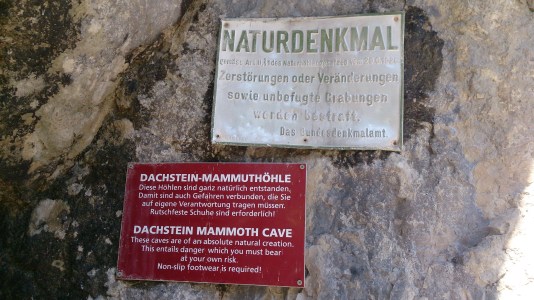 NATURDENKMAL
Zerstörungen oder Veränderungen
sowie unbefugte Grabungen
werden bestraft.
Das Bundesdenkmalamt.
DACHSTEIN-MAMMUTHÖHLE
Diese Höhlen sind ganz natürlich entstanden,
Damit sind auch Gefahren verbunden, die Sie
auf eigene Verantwortung tragen müssen.
Rutschfeste Schuhe sind erforderlich!
DACHSTEIN MAMMOTH CAVE
These caves are of an absolute natural creation.
This entails danger which you must bear
at your own risk.
Non-slip footwear is required!